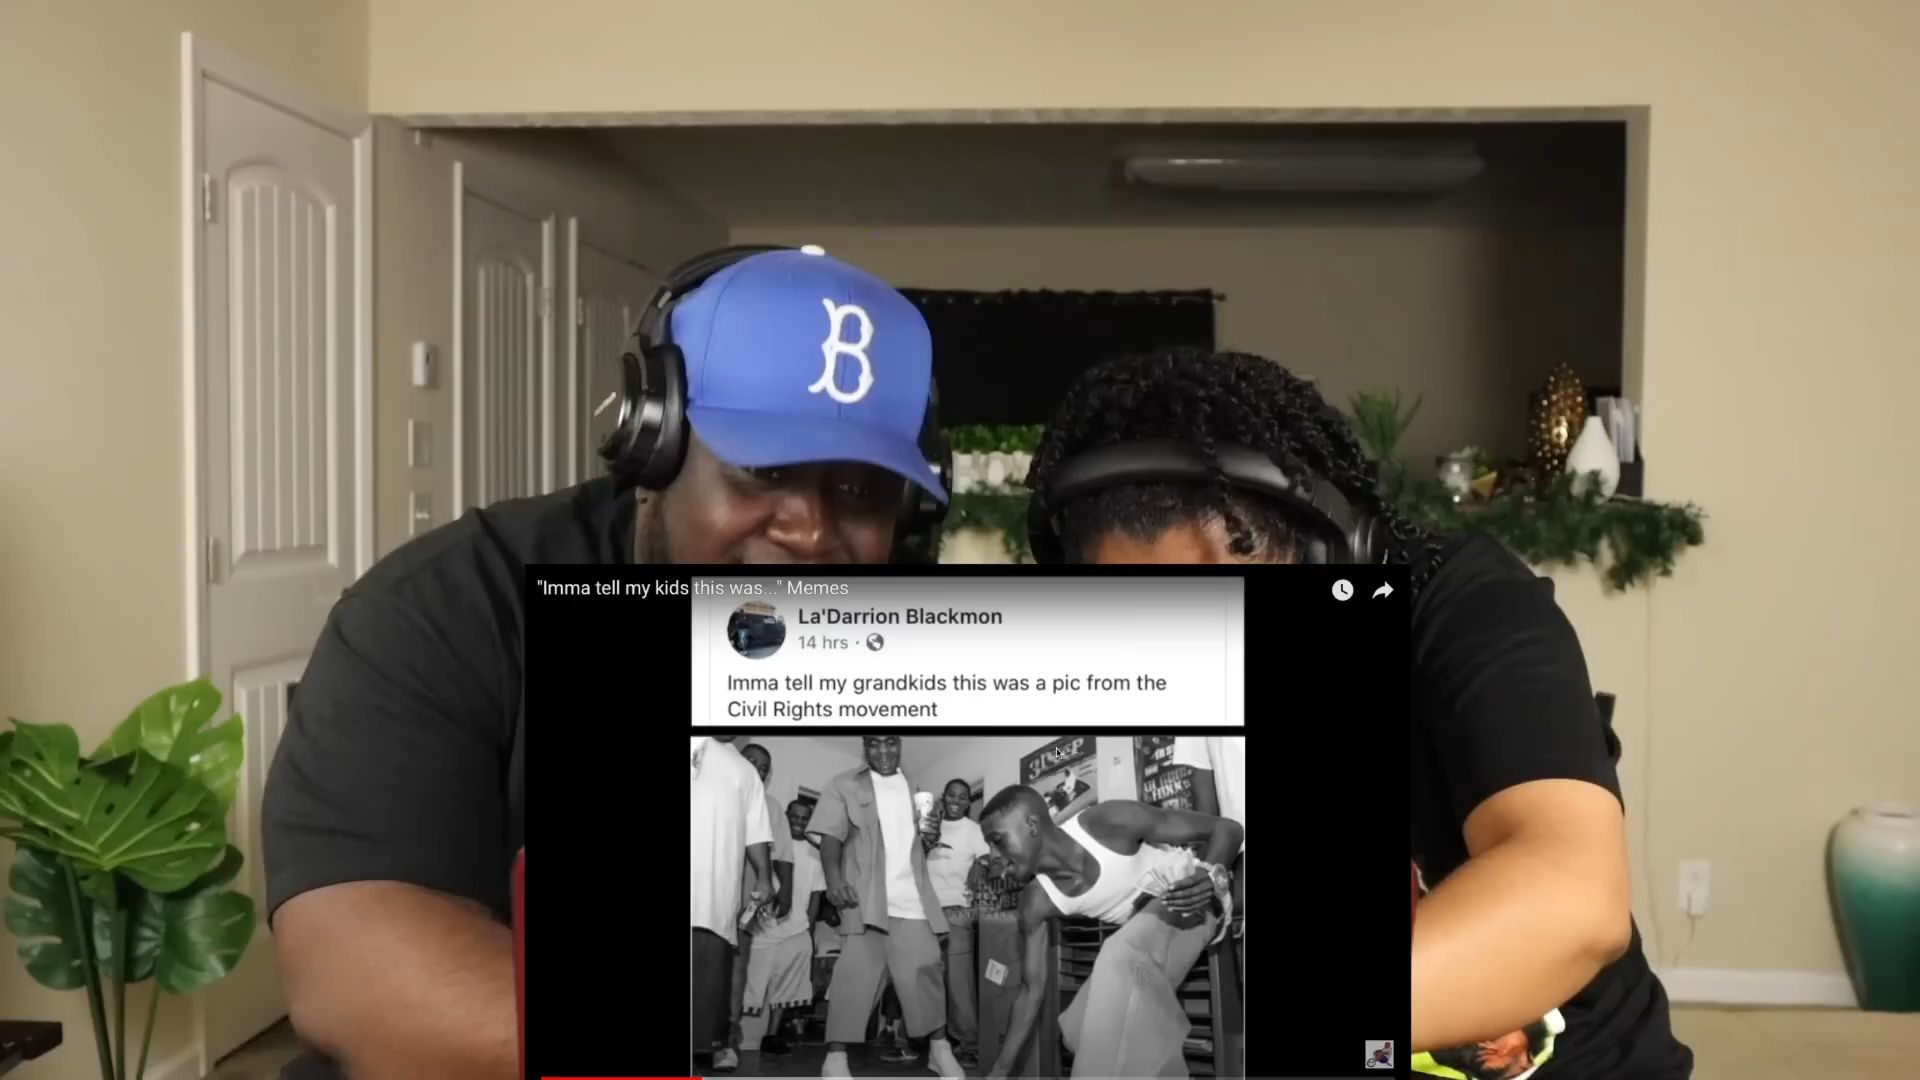 B
"Imma tell my kids this was..." Memes
La'Darrion Blackmon
14 hrs ·
Imma tell my grandkids this was a pic from the
Civil Rights movement